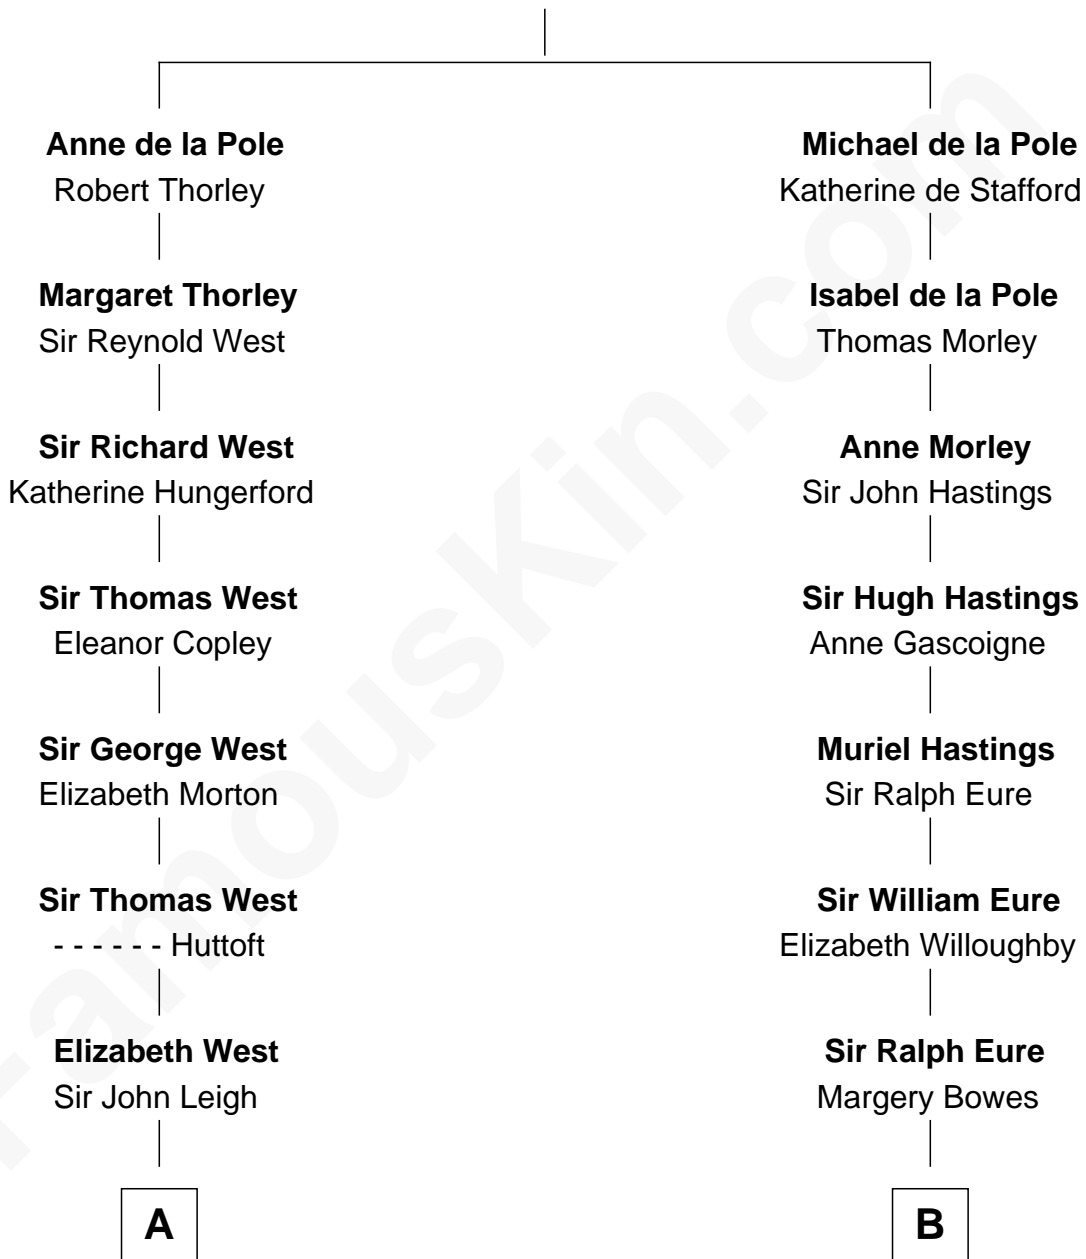 Anne de la Pole
Robert Thorley
Margaret Thorley
Sir Reynold West
Sir Richard West
Katherine Hungerford
Sir Thomas West
Eleanor Copley
Sir George West
Elizabeth Morton
Sir Thomas West
- - - - - - Huttoft
Elizabeth West
Sir John Leigh
A
Michael de la Pole
Katherine de Stafford
Isabel de la Pole
Thomas Morley
Anne Morley
Sir John Hastings
Sir Hugh Hastings
Anne Gascoigne
Muriel Hastings
Sir Ralph Eure
Sir William Eure
Elizabeth Willoughby
Sir Ralph Eure
Margery Bowes
B
FamousKin.com